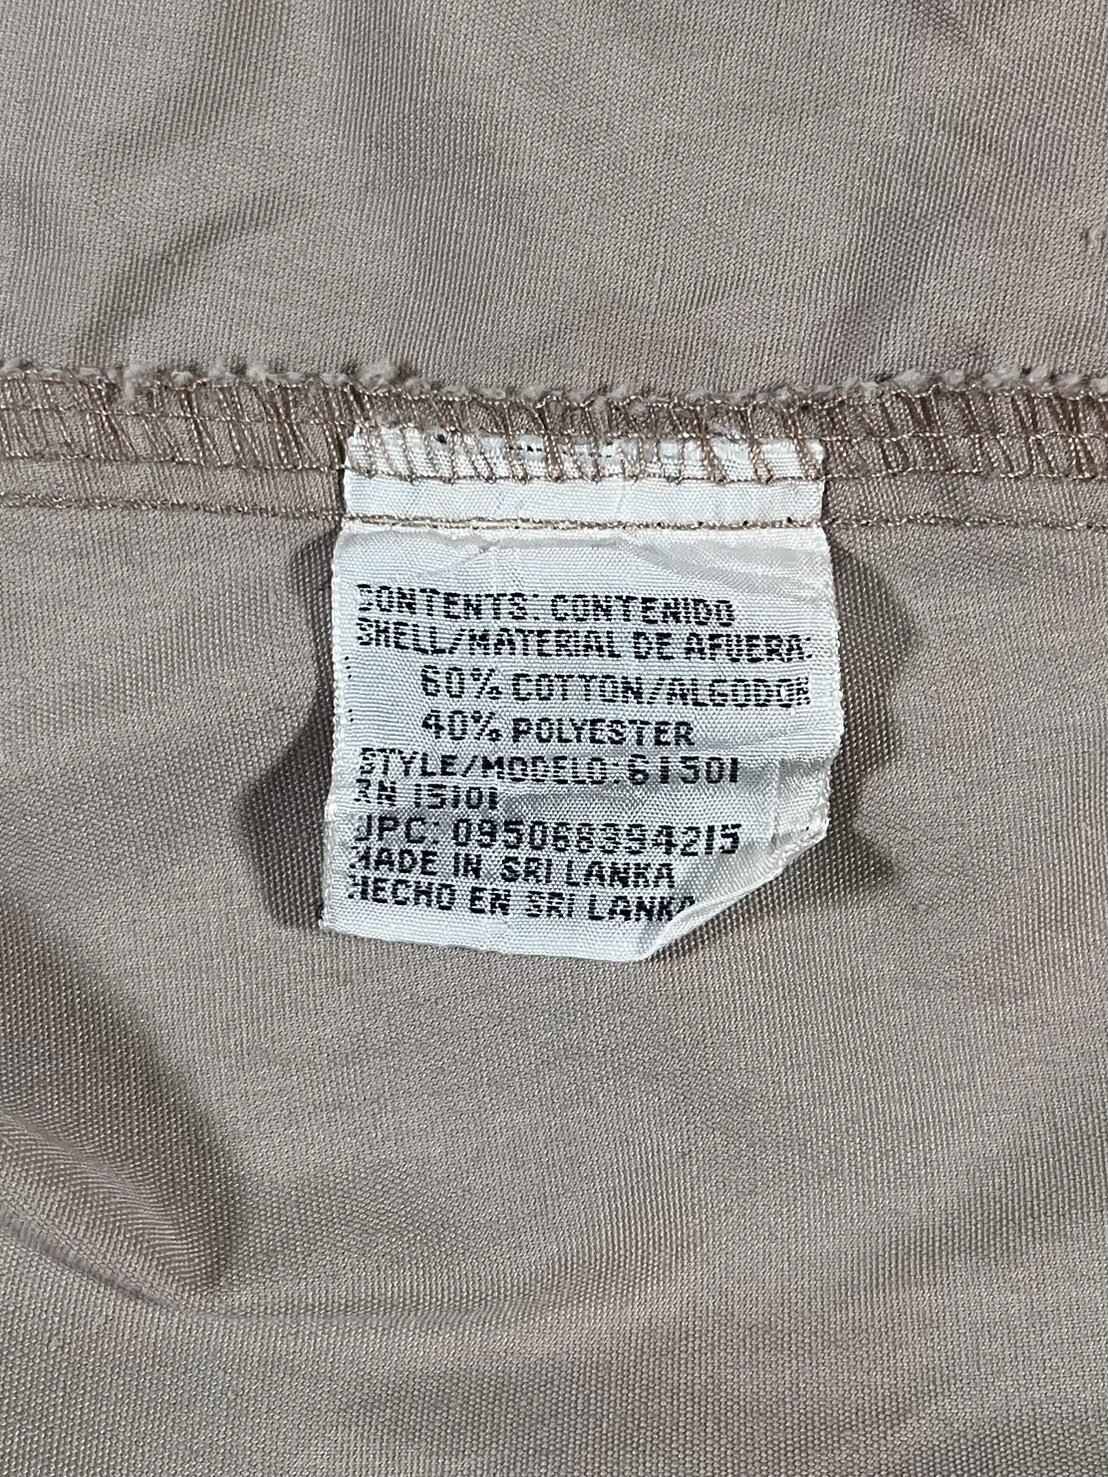 CONTENTS: CONTENIDO
SHELL/MATERIAL DE AFUERA:
60% COTTON/ALGODON
40% POLYESTER
STYLE/MODELO: 61501
RN 15101
UPC: 095068394215
MADE IN SRI LANKA
HECHO EN SRI LANKA